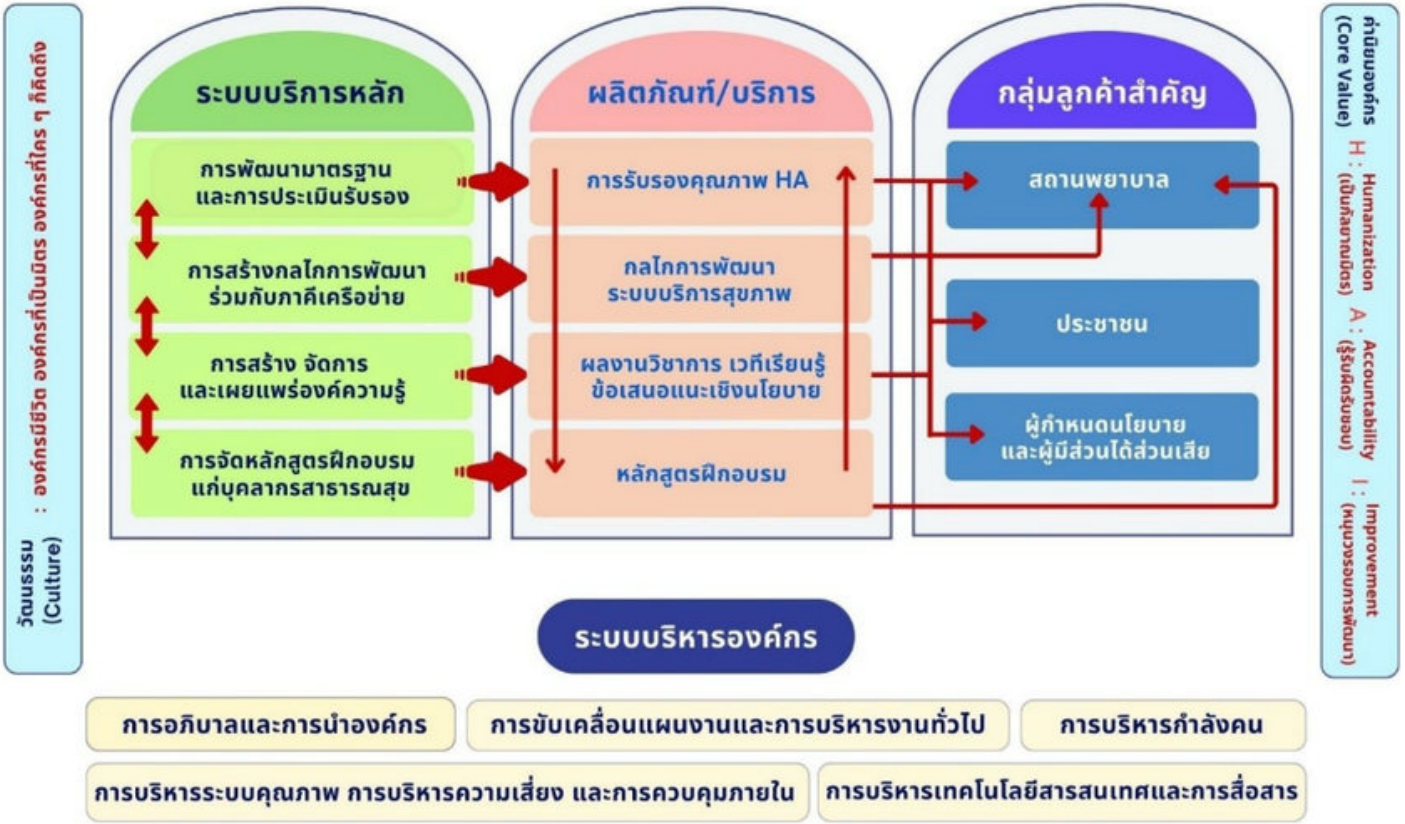 วัฒนธรรม
(Culture)
: องค์กรมีชีวิต องค์กรที่เป็นมิตร องค์กรที่ใคร ๆ ก็คิดถึง
ระบบบริการหลัก
การพัฒนามาตรฐาน
และการประเมินรับรอง
การสร้างกลไกการพัฒนา
ร่วมกับภาคีเครือข่าย
การสร้าง จัดการ
และเผยแพร่องค์ความรู้
การจัดหลักสูตรฝึกอบรม
แก่บุคลากรสาธารณสุข
ผลิตภัณฑ์/บริการ
การรับรองคุณภาพ HA
กลไกการพัฒนา
ระบบบริการสุขภาพ
ผลงานวิชาการ เวทีเรียนรู้
ข้อเสนอแนะเชิงนโยบาย
หลักสูตรฝึกอบรม
กลุ่มลูกค้าสำคัญ
สถานพยาบาล
ประชาชน
ผู้กำหนดนโยบาย
และผู้มีส่วนได้ส่วนเสีย
ค่านิยมองค์กร
(Core Value)
H : Humanization
(เป็นกัลยาณมิตร)
A : Accountability
(รู้รับผิดรับชอบ)
I : Improvement
(หมุนวงรอบการพัฒนา)
ระบบบริหารองค์กร
การอภิบาลและการนำองค์กร
การขับเคลื่อนแผนงานและการบริหารงานทั่วไป
การบริหารกำลังคน
การบริหารระบบคุณภาพ การบริหารความเสี่ยง และการควบคุมภายใน
การบริหารเทคโนโลยีสารสนเทศและการสื่อสาร